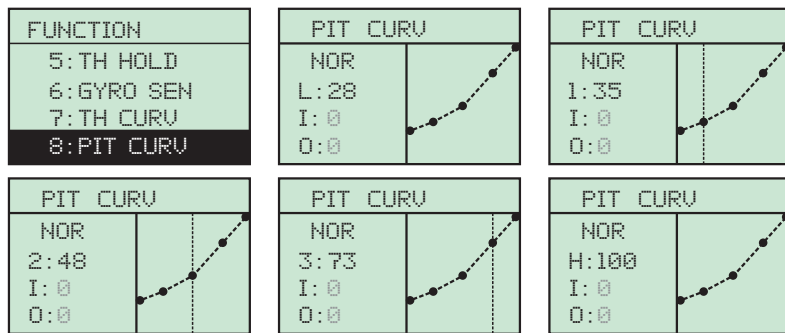 FUNCTION
5:TH HOLD
6:GYRO SEN
7:TH CURV
8:PIT CURV
PIT CURV
NOR
L:28
I:0
O:0
PIT CURV
NOR
1:35
I:0
O:0
PIT CURV
NOR
2:48
I:0
O:0
PIT CURV
NOR
3:73
I:0
O:0
PIT CURV
NOR
H:100
I:0
O:0